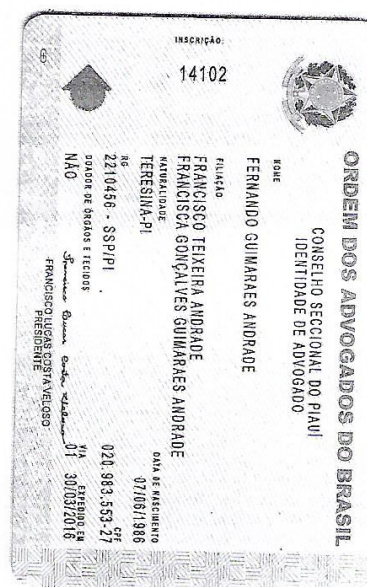 ORDEM DOS ADVOGADOS DO BRASIL
CONSELHO SECCIONAL DO PIAUÍ
IDENTIDADE DE ADVOGADO
INSCRIÇÃO:
14102
NOME
FERNANDO GUIMARAES ANDRADE
FILIAÇÃO
FRANCISCO TEIXEIRA ANDRADE
FRANCISCA GONÇALVES GUIMARAES ANDRADE
NATURALIDADE
TERESINA-PI
DATA DE NASCIMENTO
07/06/1986
RG
2210456 - SSP/PI
CPF
020.983.553-27
DOADOR DE ÓRGÃOS E TECIDOS
NÃO
VIA
01
EXPEDIDO EM
30/03/2016
FRANCISCO LUCAS COSTA VELOSO
PRESIDENTE